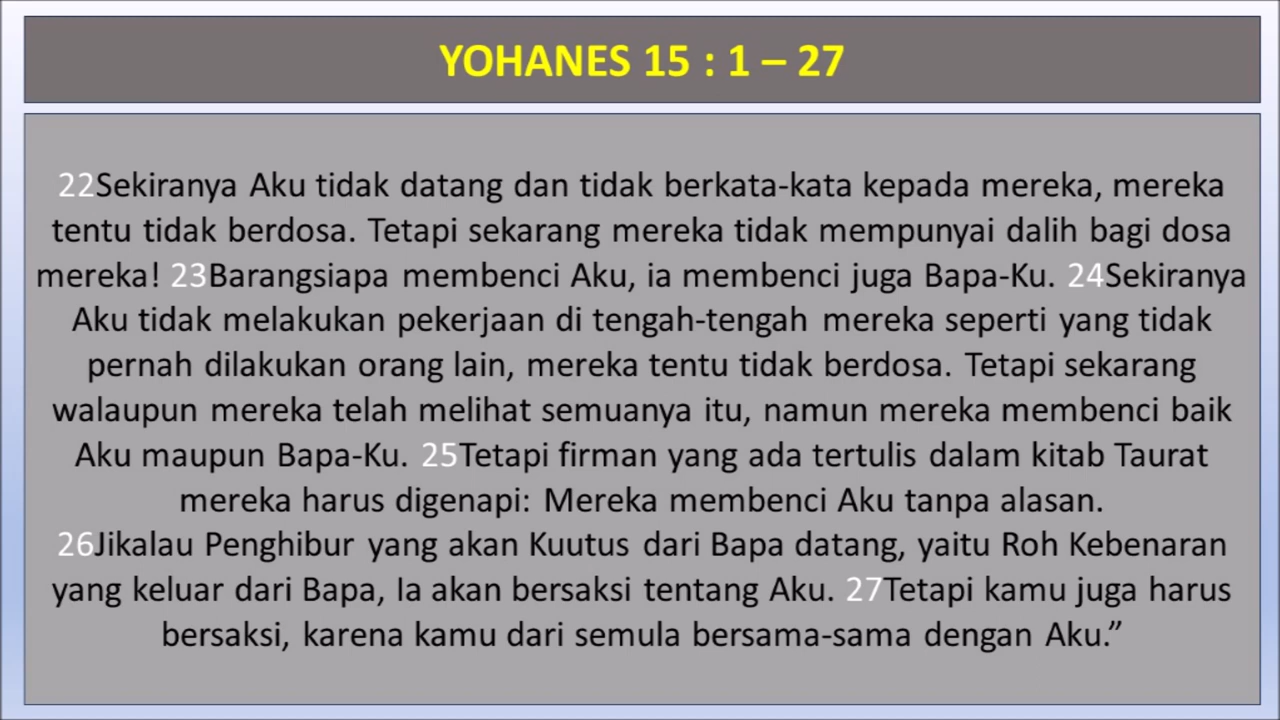 YOHANES 15 : 1 – 27
22Sekiranya Aku tidak datang dan tidak berkata-kata kepada mereka, mereka
tentu tidak berdosa. Tetapi sekarang mereka tidak mempunyai dalih bagi dosa
mereka! 23Barangsiapa membenci Aku, ia membenci juga Bapa-Ku. 24Sekiranya
Aku tidak melakukan pekerjaan di tengah-tengah mereka seperti yang tidak
pernah dilakukan orang lain, mereka tentu tidak berdosa. Tetapi sekarang
walaupun mereka telah melihat semuanya itu, namun mereka membenci baik
Aku maupun Bapa-Ku. 25Tetapi firman yang ada tertulis dalam kitab Taurat
mereka harus digenapi: Mereka membenci Aku tanpa alasan.
26Jikalau Penghibur yang akan Kuutus dari Bapa datang, yaitu Roh Kebenaran
yang keluar dari Bapa, Ia akan bersaksi tentang Aku. 27Tetapi kamu juga harus
bersaksi, karena kamu dari semula bersama-sama dengan Aku.”